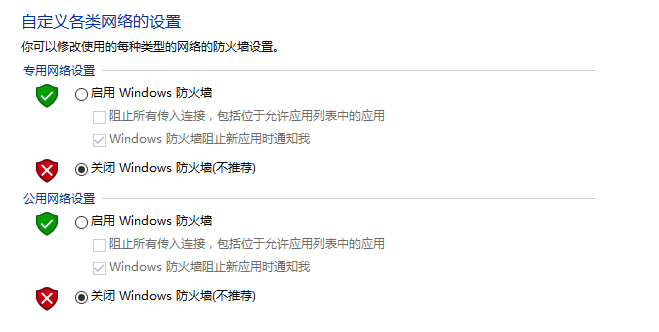 自定义各类网络的设置
你可以修改使用的每种类型的网络的防火墙设置。
专用网络设置
启用 Windows 防火墙
阻止所有传入连接，包括位于允许应用列表中的应用
Windows 防火墙阻止新应用时通知我
关闭 Windows 防火墙(不推荐)
公用网络设置
启用 Windows 防火墙
阻止所有传入连接，包括位于允许应用列表中的应用
Windows 防火墙阻止新应用时通知我
关闭 Windows 防火墙(不推荐)